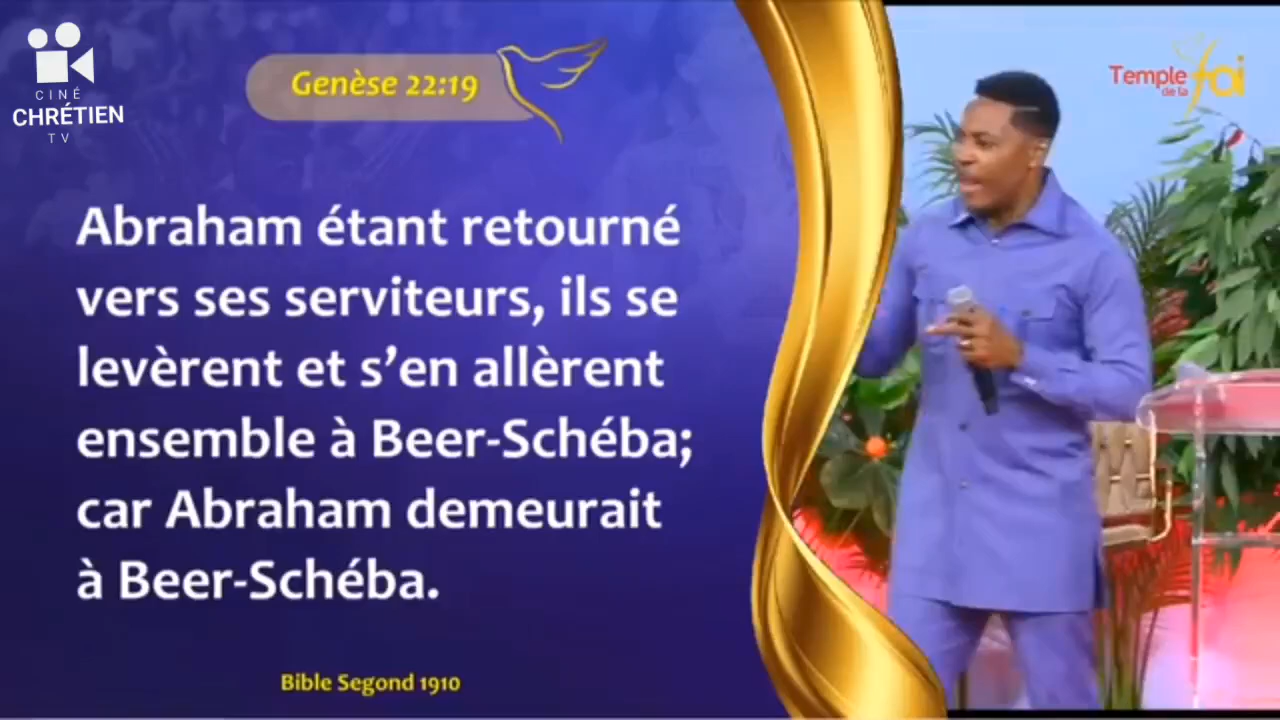 CINÉ
CHRÉTIEN
TV
Genèse 22:19
Temple
de la
foi
Abraham étant retourné
vers ses serviteurs, ils se
levèrent et s’en allèrent
ensemble à Beer-Schéba;
car Abraham demeurait
à Beer-Schéba.
Bible Segond 1910